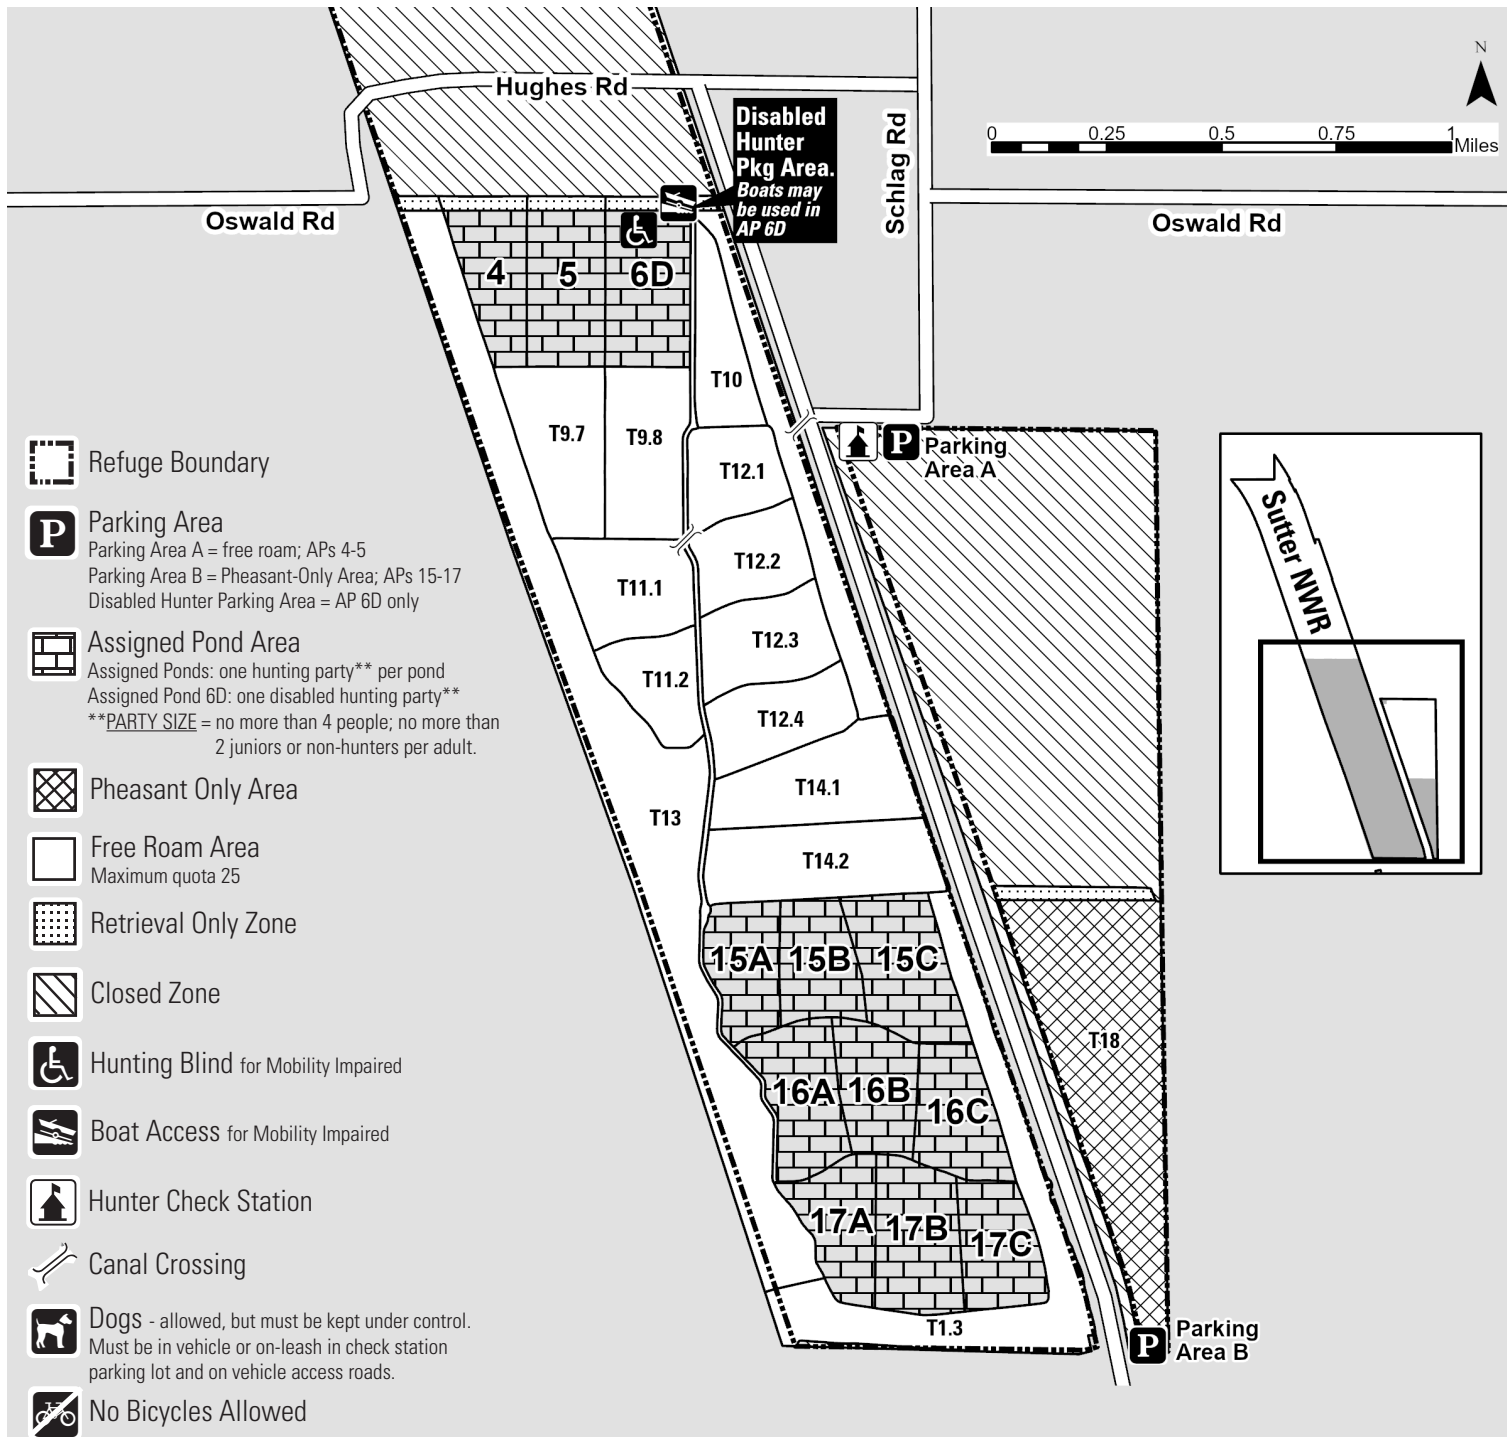 N
0 0.25 0.5 0.75 1
Miles
Hughes Rd
Disabled
Hunter
Pkg Area.
Boats may
be used in
AP 6D
Schlag Rd
Oswald Rd
Oswald Rd
4 5 6D
T10
T9.7
T9.8
Parking
Area A
T12.1
T12.2
T11.1
T12.3
T11.2
T12.4
T14.1
T13
T14.2
15A 15B 15C
T18
16A 16B
16C
17A 17B
17C
T1.3
Parking
Area B
Sutter NWR
Refuge Boundary
P
Parking Area
Parking Area A = free roam; APs 4-5
Parking Area B = Pheasant-Only Area; APs 15-17
Disabled Hunter Parking Area = AP 6D only
Assigned Pond Area
Assigned Ponds: one hunting party** per pond
Assigned Pond 6D: one disabled hunting party**
**PARTY SIZE = no more than 4 people; no more than
2 juniors or non-hunters per adult.
Pheasant Only Area
Free Roam Area
Maximum quota 25
Retrieval Only Zone
Closed Zone
Hunting Blind for Mobility Impaired
Boat Access for Mobility Impaired
Hunter Check Station
Canal Crossing
Dogs - allowed, but must be kept under control.
Must be in vehicle or on-leash in check station
parking lot and on vehicle access roads.
No Bicycles Allowed
P
P